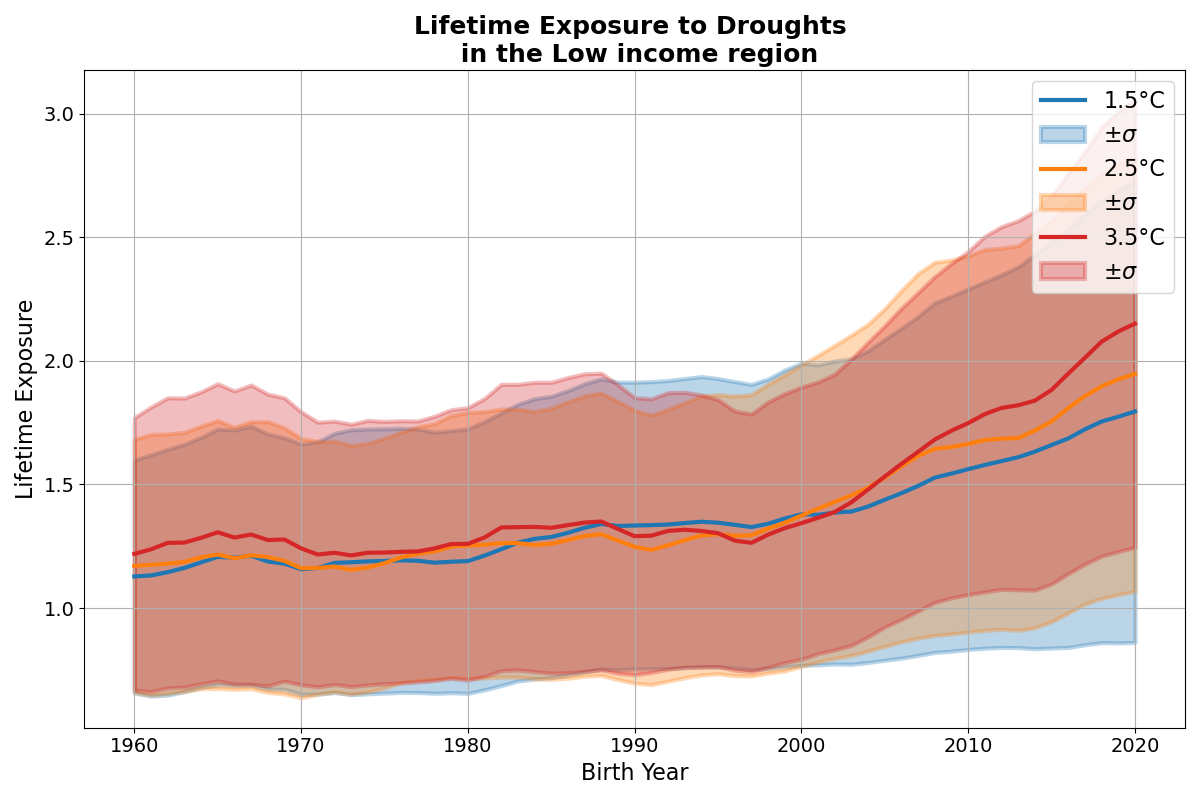 Lifetime Exposure to Droughts
in the Low income region
3.0
2.5
2.0
1.5
1.0
Lifetime Exposure
1960
1970
1980
1990
2000
2010
2020
Birth Year
1.5°C
±σ
2.5°C
±σ
3.5°C
±σ